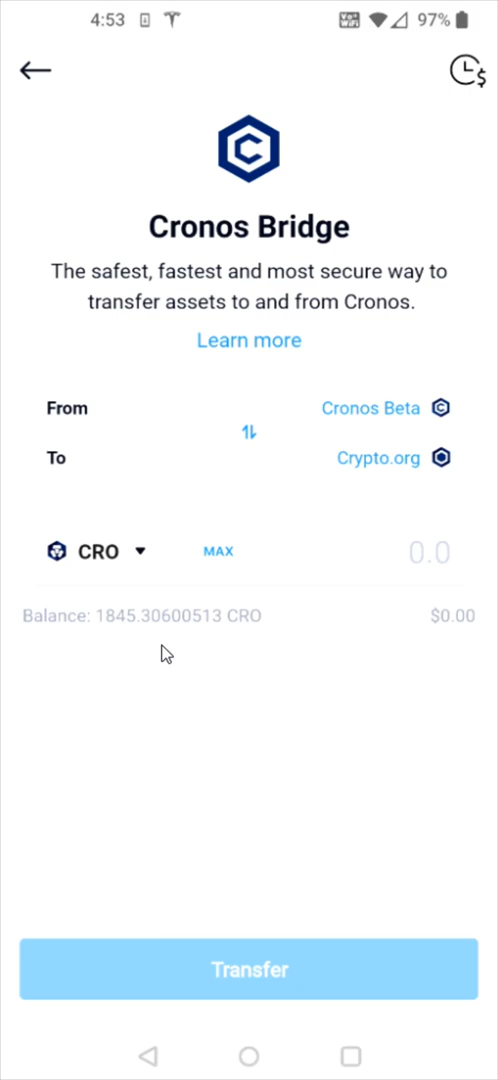 4:53 97%
Cronos Bridge
The safest, fastest and most secure way to
transfer assets to and from Cronos.
Learn more
From Cronos Beta
To Crypto.org
CRO MAX 0.0
Balance: 1845.30600513 CRO $0.00
Transfer